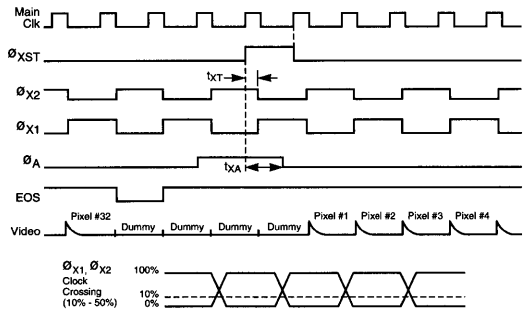 Main
Clk
ØXST
tXT
ØX2
ØX1
ØA
tXA
EOS
Pixel #32 Pixel #1 Pixel #2 Pixel #3 Pixel #4
Video Dummy Dummy Dummy Dummy
ØX1, ØX2 100%
Clock
Crossing 10%
(10% - 50%) 0%